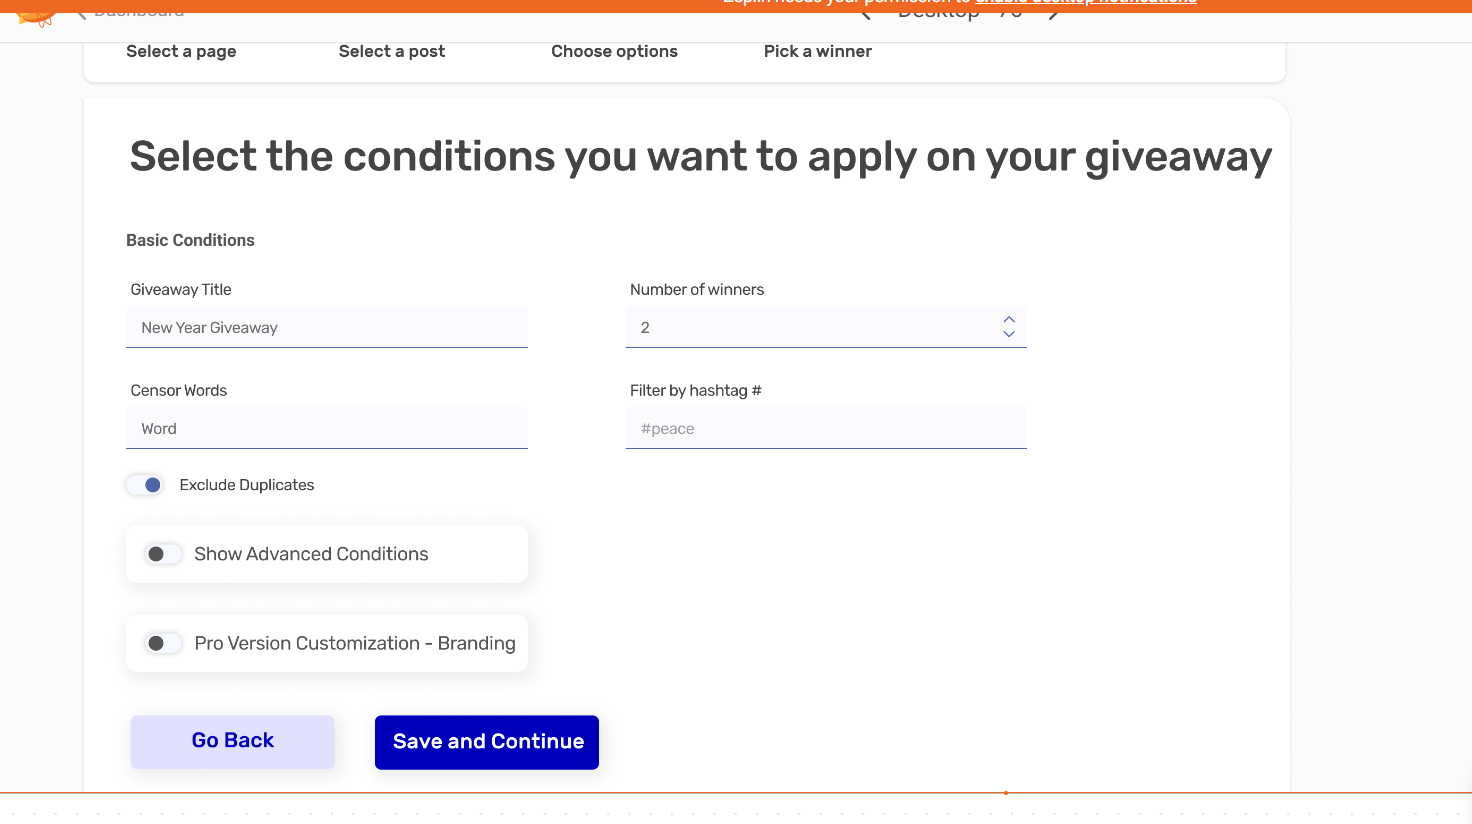 Zeplin needs your permission to enable desktop notifications
Dashboard
Desktop - 70
Select a page
Select a post
Choose options
Pick a winner
Select the conditions you want to apply on your giveaway
Basic Conditions
Giveaway Title
Number of winners
New Year Giveaway
2
Censor Words
Filter by hashtag #
Word
#peace
Exclude Duplicates
Show Advanced Conditions
Pro Version Customization - Branding
Go Back
Save and Continue